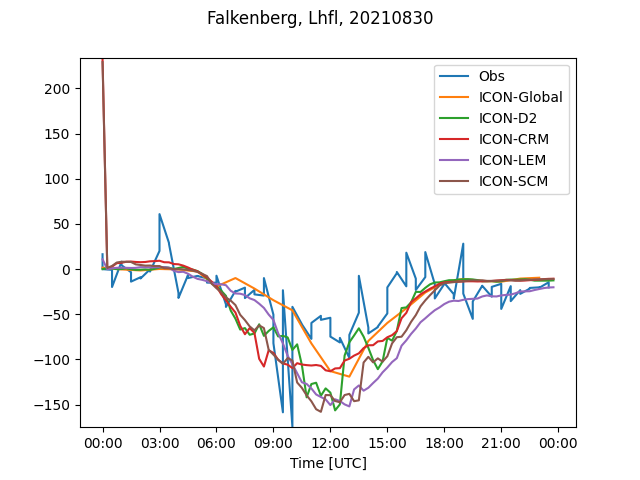 Falkenberg, Lhfl, 20210830
Obs
ICON-Global
ICON-D2
ICON-CRM
ICON-LEM
ICON-SCM
200
150
100
50
0
−50
−100
−150
00:00 03:00 06:00 09:00 12:00 15:00 18:00 21:00 00:00
Time [UTC]